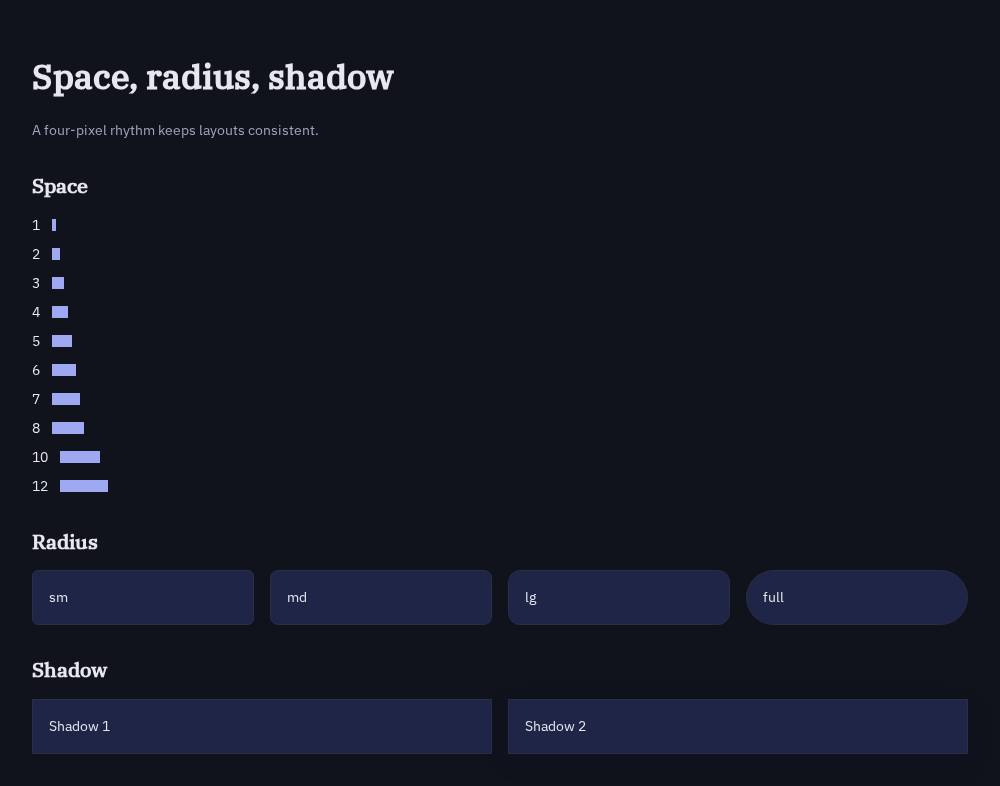 Space, radius, shadow
A four-pixel rhythm keeps layouts consistent.
Space
1
2
3
4
5
6
7
8
10
12
Radius
sm
md
lg
full
Shadow
Shadow 1
Shadow 2